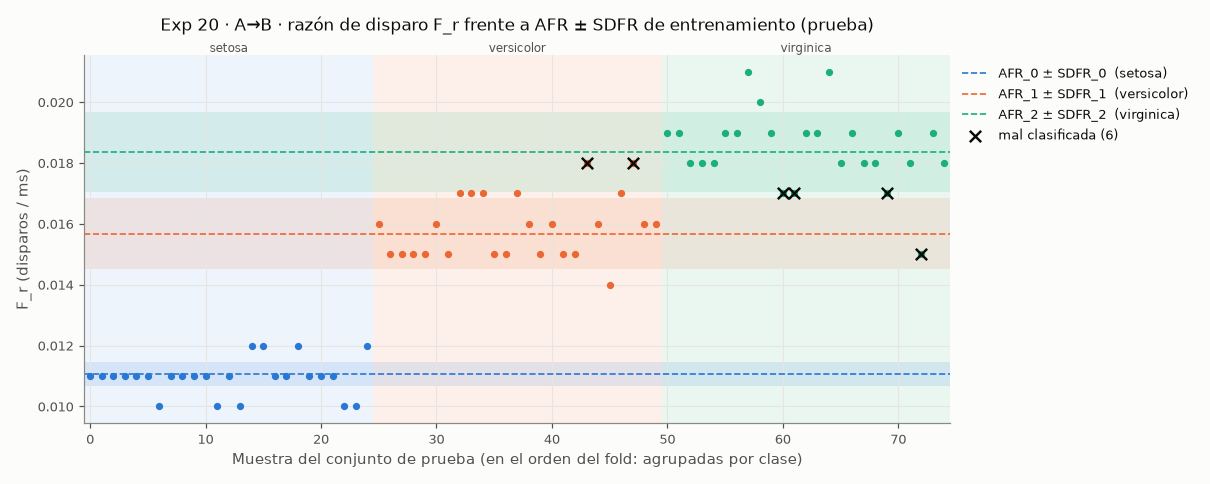 Exp 20 · A→B · razón de disparo F_r frente a AFR ± SDFR de entrenamiento (prueba)
setosa
versicolor
virginica
AFR_0 ± SDFR_0 (setosa)
AFR_1 ± SDFR_1 (versicolor)
AFR_2 ± SDFR_2 (virginica)
mal clasificada (6)
F_r (disparos / ms)
0.020
0.018
0.016
0.014
0.012
0.010
0
10
20
30
40
50
60
70
Muestra del conjunto de prueba (en el orden del fold: agrupadas por clase)